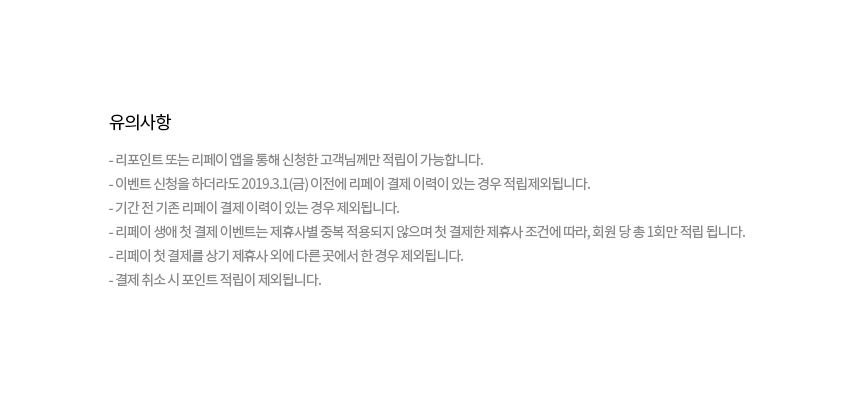 유의사항
- 리포인트 또는 리페이 앱을 통해 신청한 고객님께만 적립이 가능합니다.
- 이벤트 신청을 하더라도 2019.3.1(금) 이전에 리페이 결제 이력이 있는 경우 적립제외됩니다.
- 기간 전 기존 리페이 결제 이력이 있는 경우 제외됩니다.
- 리페이 생애 첫 결제 이벤트는 제휴사별 중복 적용되지 않으며 첫 결제한 제휴사 조건에 따라, 회원 당 총 1회만 적립 됩니다.
- 리페이 첫 결제를 상기 제휴사 외에 다른 곳에서 한 경우 제외됩니다.
- 결제 취소 시 포인트 적립이 제외됩니다.